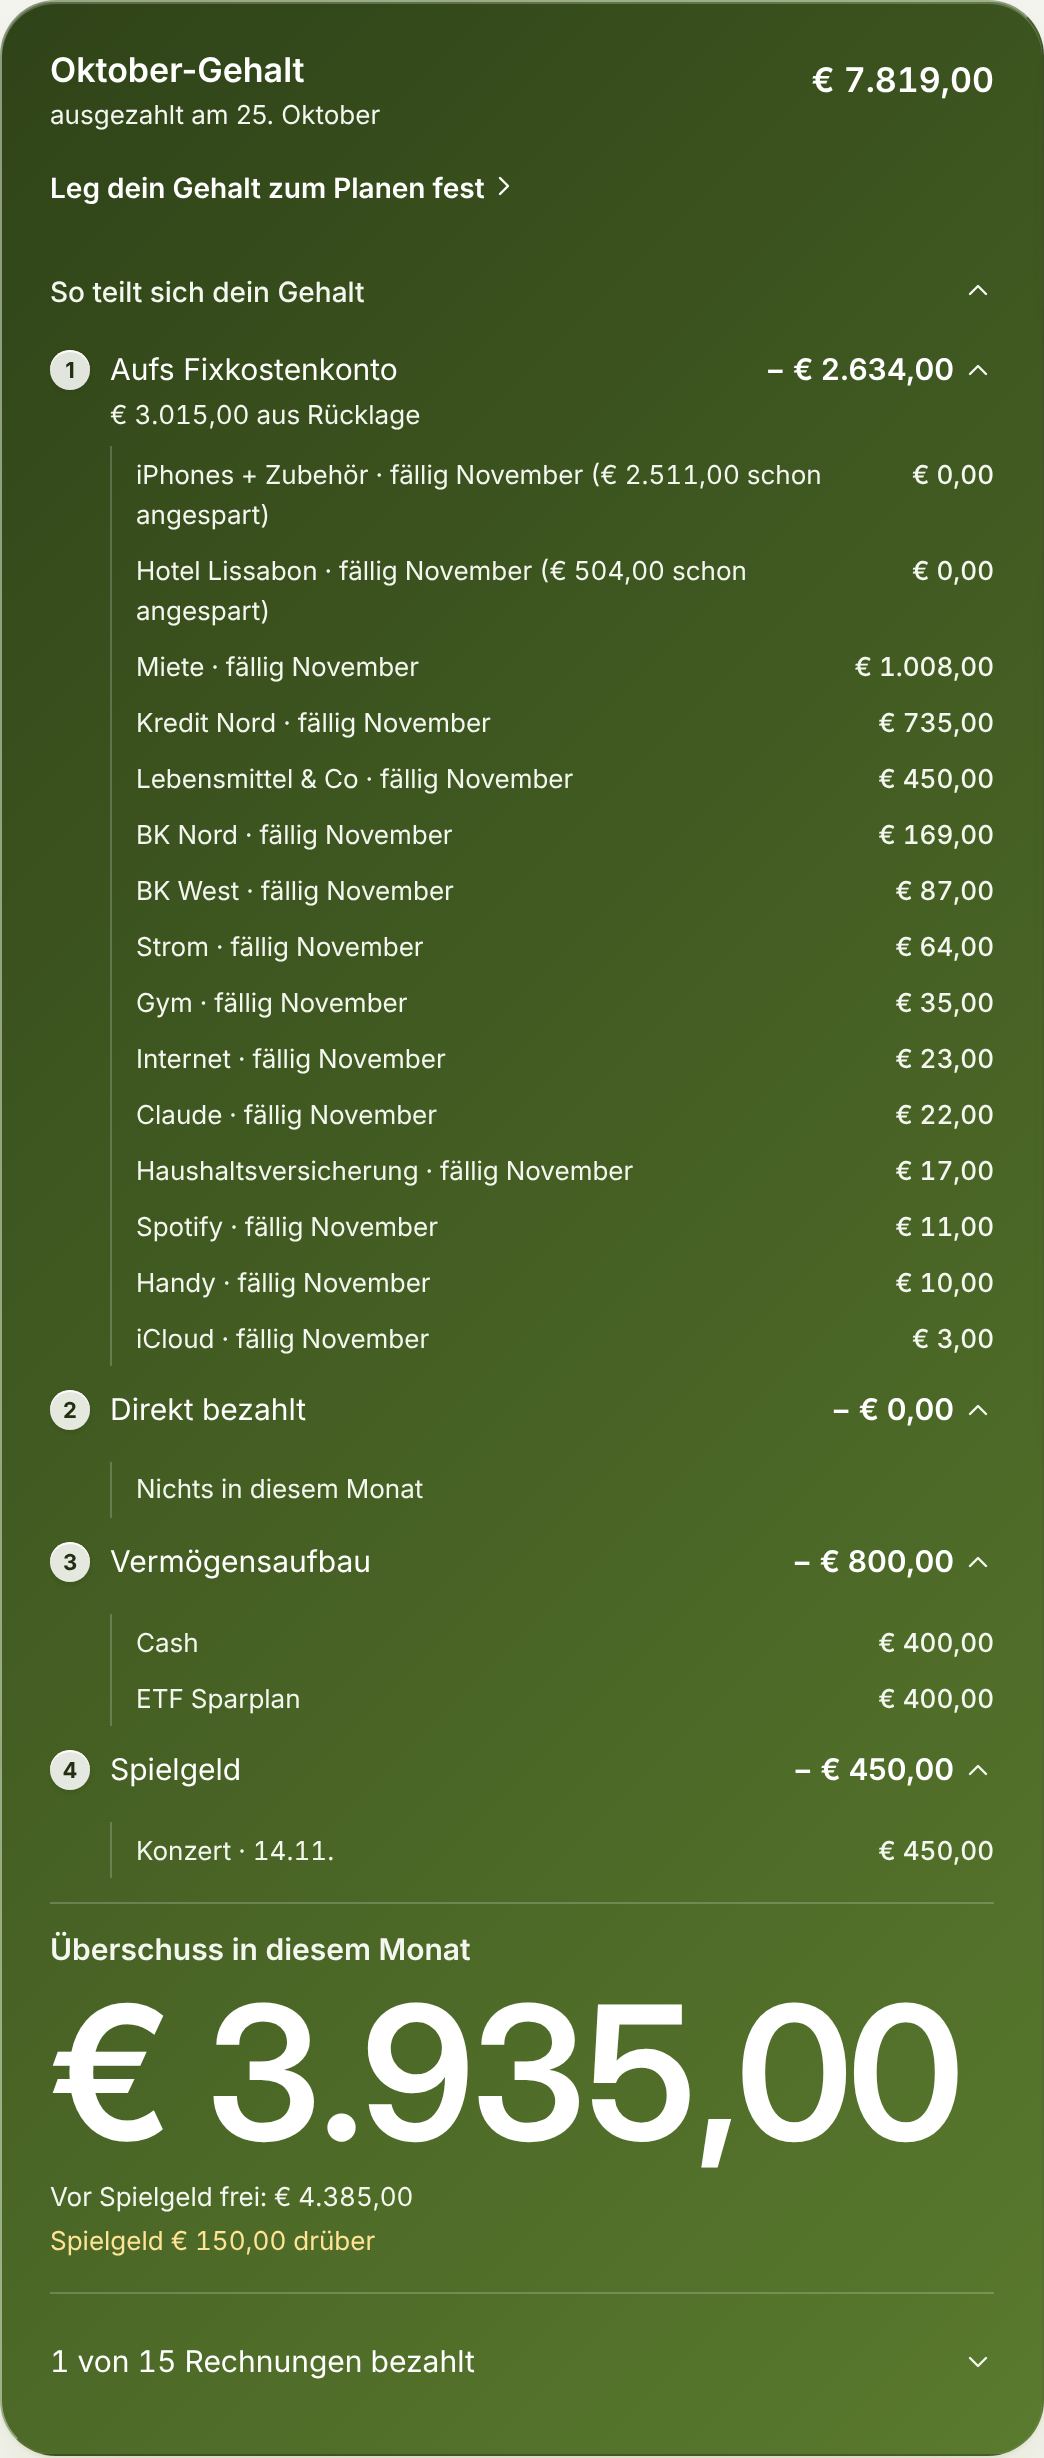 Oktober-Gehalt
€ 7.819,00
ausgezahlt am 25. Oktober
Leg dein Gehalt zum Planen fest
So teilt sich dein Gehalt
1 Aufs Fixkostenkonto – € 2.634,00
€ 3.015,00 aus Rücklage
iPhones + Zubehör · fällig November (€ 2.511,00 schon € 0,00
angespart)
Hotel Lissabon · fällig November (€ 504,00 schon € 0,00
angespart)
Miete · fällig November € 1.008,00
Kredit Nord · fällig November € 735,00
Lebensmittel & Co · fällig November € 450,00
BK Nord · fällig November € 169,00
BK West · fällig November € 87,00
Strom · fällig November € 64,00
Gym · fällig November € 35,00
Internet · fällig November € 23,00
Claude · fällig November € 22,00
Haushaltsversicherung · fällig November € 17,00
Spotify · fällig November € 11,00
Handy · fällig November € 10,00
iCloud · fällig November € 3,00
2 Direkt bezahlt – € 0,00
Nichts in diesem Monat
3 Vermögensaufbau – € 800,00
Cash € 400,00
ETF Sparplan € 400,00
4 Spielgeld – € 450,00
Konzert · 14.11. € 450,00
Überschuss in diesem Monat
€ 3.935,00
Vor Spielgeld frei: € 4.385,00
Spielgeld € 150,00 drüber
1 von 15 Rechnungen bezahlt